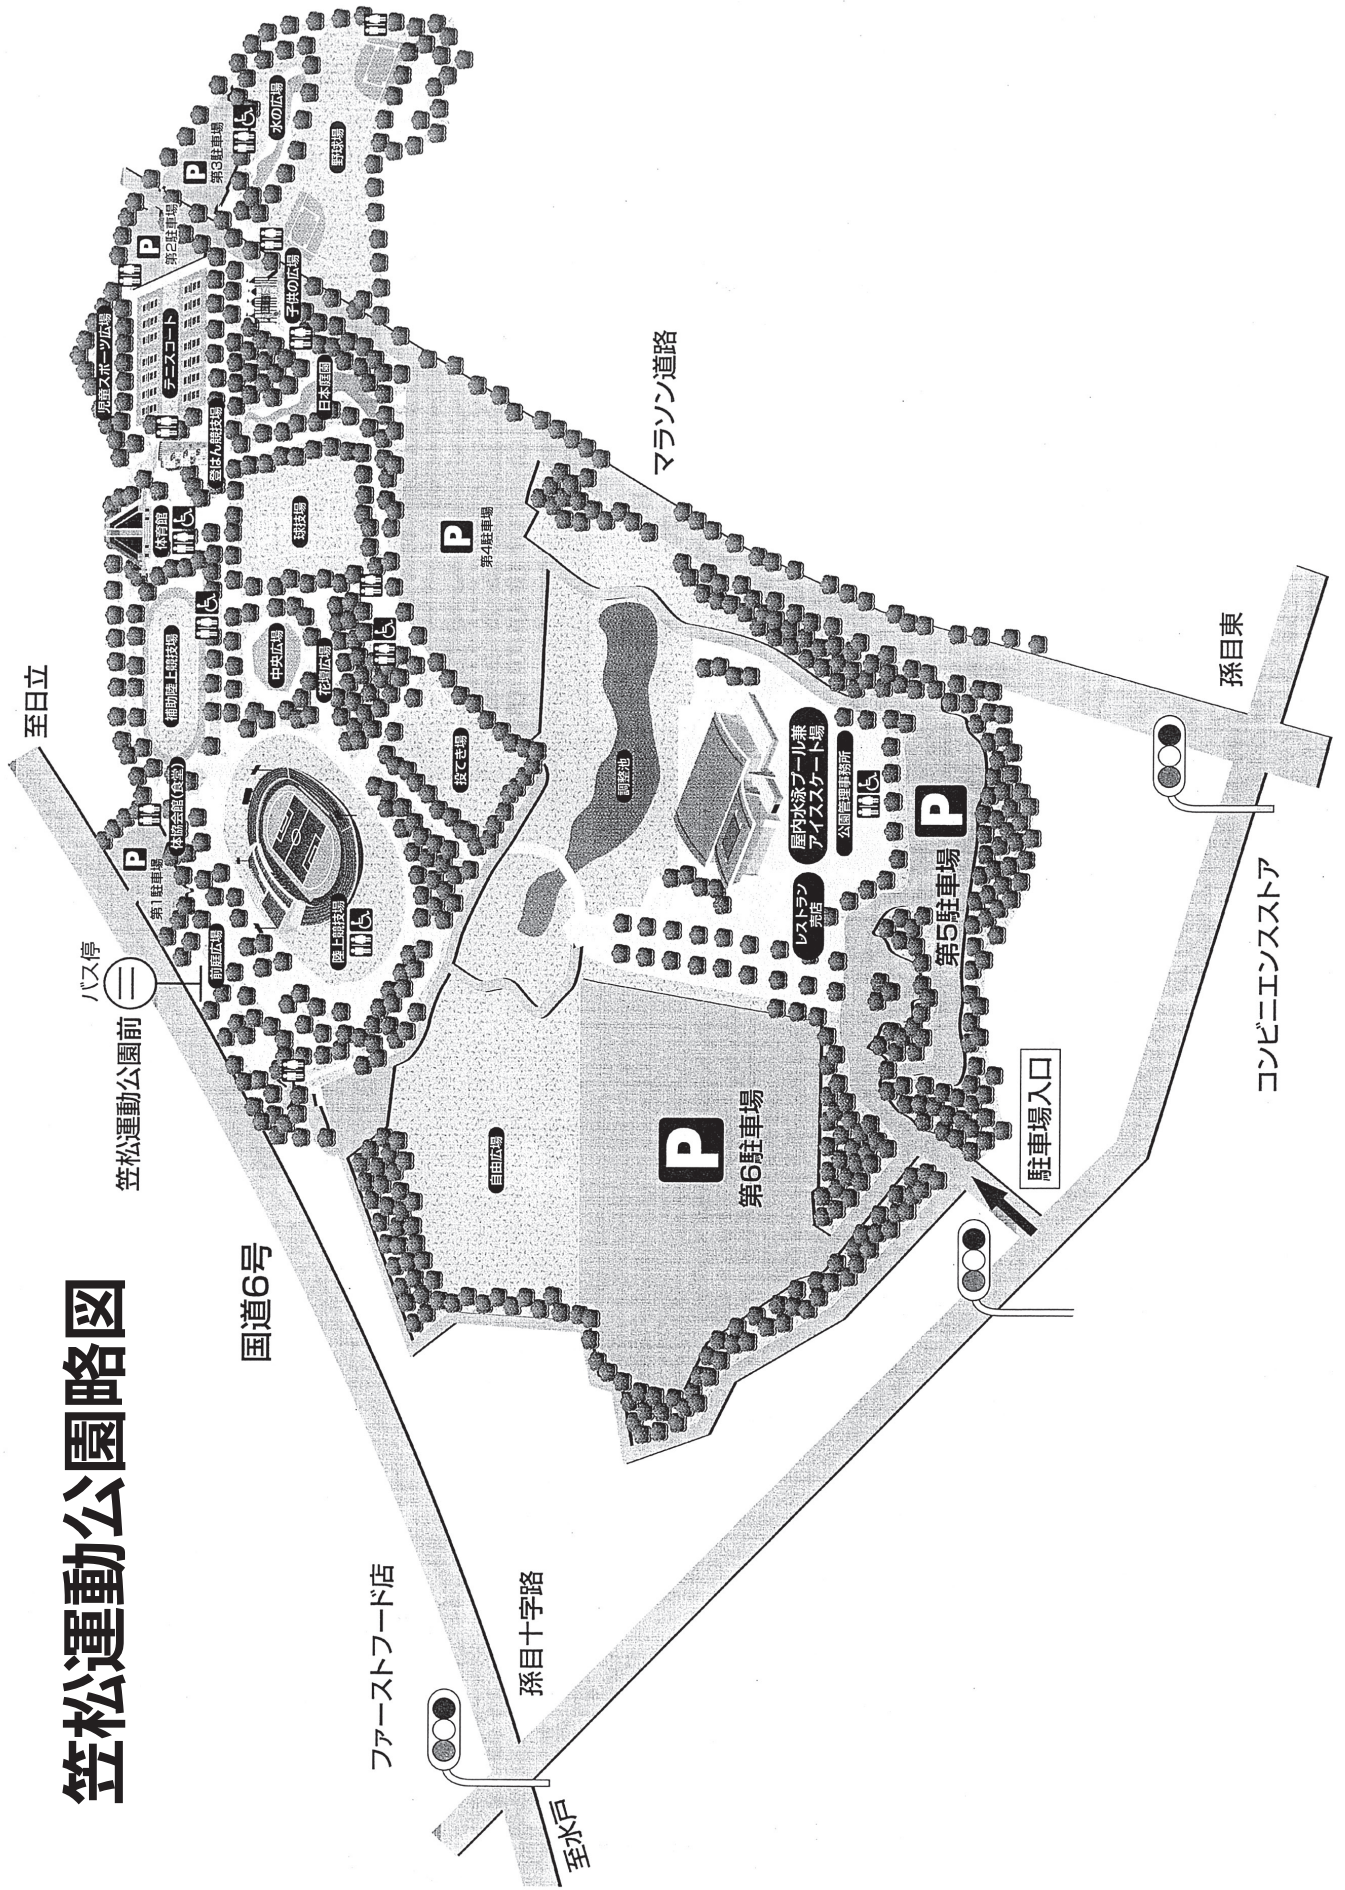 笠松運動公園略図
至日立
バス停
笠松運動公園前
国道6号
ファーストフード店
孫目十字路
至水戸
P
第1駐車場
体協会館(食堂)
前庭広場
陸上競技場
補助陸上競技場
体育館
児童スポーツ広場
テニスコート
登はん競技場
P
第2駐車場
P
第3駐車場
水の広場
野球場
子供の広場
日本庭園
球技場
中央広場
花壇広場
投てき場
P
第4駐車場
マラソン道路
調整池
自由広場
屋内水泳プール兼
アイススケート場
公園管理事務所
レストラン
売店
P
第5駐車場
P
第6駐車場
駐車場入口
孫目東
コンビニエンスストア